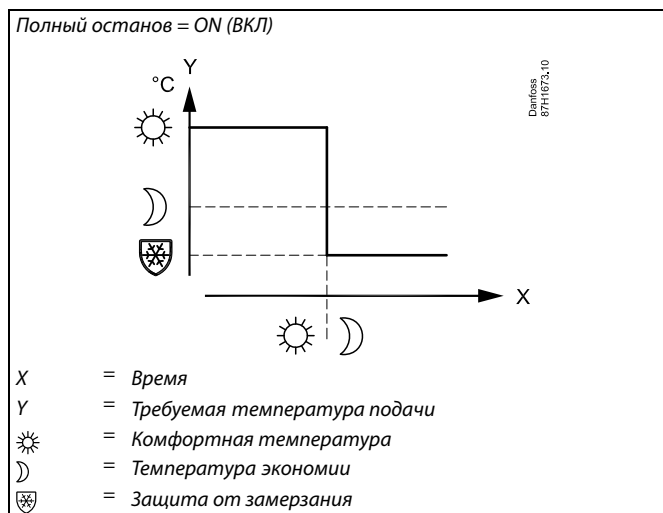 Полный останов = ON (ВКЛ)
Y
°C
Danfoss
87H1673.10
X
X = Время
Y = Требуемая температура подачи
= Комфортная температура
= Температура экономии
= Защита от замерзания